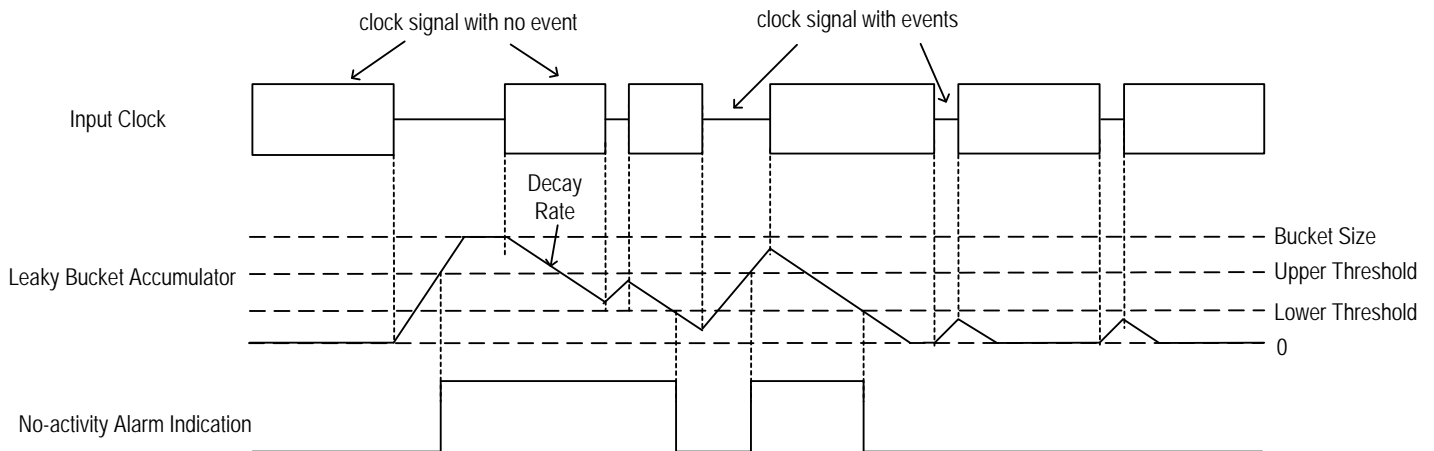 clock signal with no event
clock signal with events
Input Clock
Decay
Rate
Bucket Size
Upper Threshold
Leaky Bucket Accumulator
Lower Threshold
0
No-activity Alarm Indication